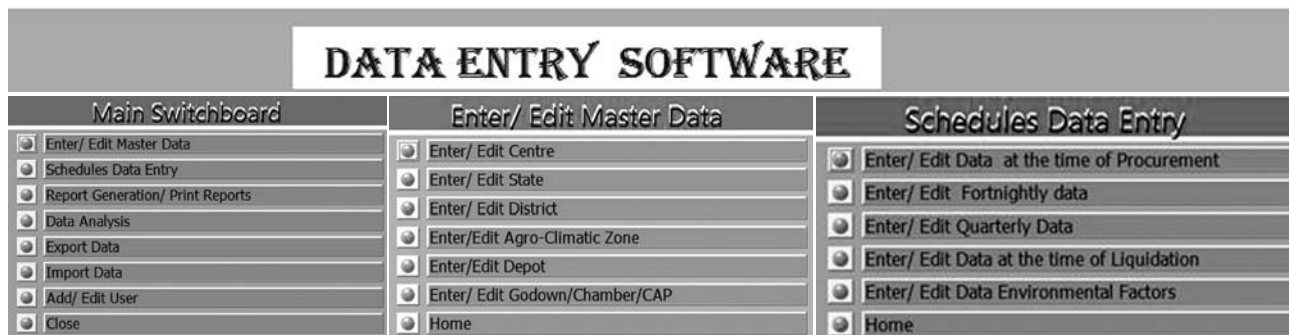 DATA ENTRY SOFTWARE
Main Switchboard
Enter/ Edit Master Data
Schedules Data Entry
Report Generation/ Print Reports
Data Analysis
Export Data
Import Data
Add/ Edit User
Close
Enter/ Edit Master Data
Enter/ Edit Centre
Enter/ Edit State
Enter/ Edit District
Enter/Edit Agro-Climatic Zone
Enter/Edit Depot
Enter/ Edit Godown/Chamber/CAP
Home
Schedules Data Entry
Enter/ Edit Data at the time of Procurement
Enter/ Edit Fortnightly data
Enter/ Edit Quarterly Data
Enter/ Edit Data at the time of Liquidation
Enter/ Edit Data Environmental Factors
Home